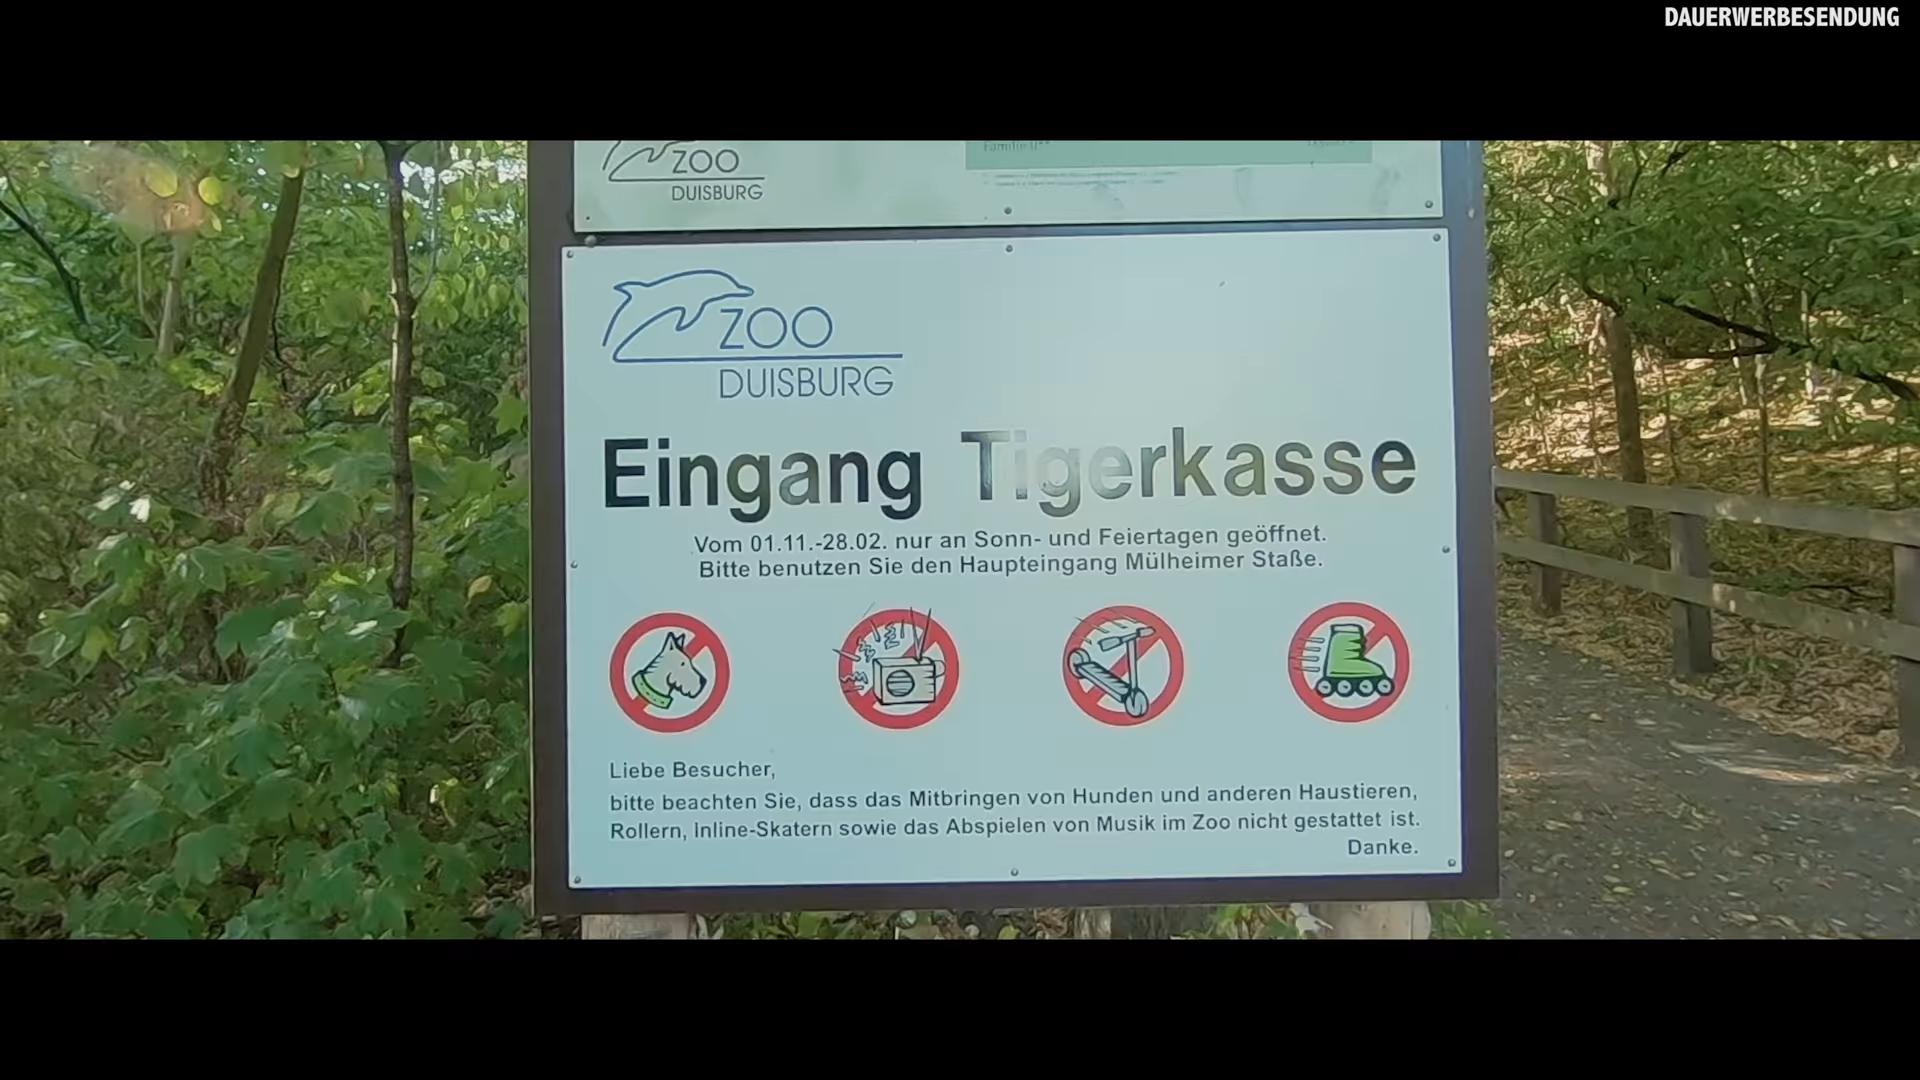 DAUERWERBESENDUNG
ZOO
DUISBURG
ZOO
DUISBURG
Eingang Tigerkasse
Vom 01.11.-28.02. nur an Sonn- und Feiertagen geöffnet.
Bitte benutzen Sie den Haupteingang Mülheimer Staße.
Liebe Besucher,
bitte beachten Sie, dass das Mitbringen von Hunden und anderen Haustieren,
Rollern, Inline-Skatern sowie das Abspielen von Musik im Zoo nicht gestattet ist.
Danke.